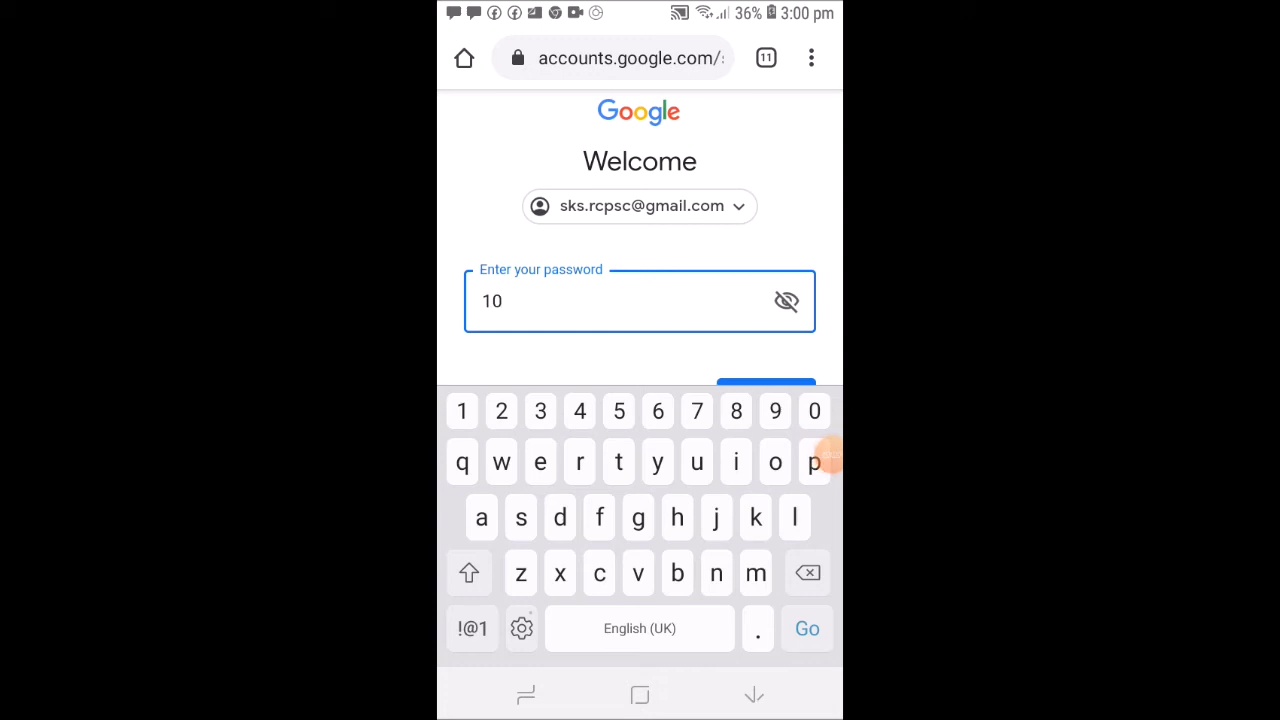 36% 3:00 pm
accounts.google.com/
11
Google
Welcome
sks.rcpsc@gmail.com
Enter your password
10
1 2 3 4 5 6 7 8 9 0
q w e r t y u i o p
a s d f g h j k l
z x c v b n m
!@1 English (UK) . Go